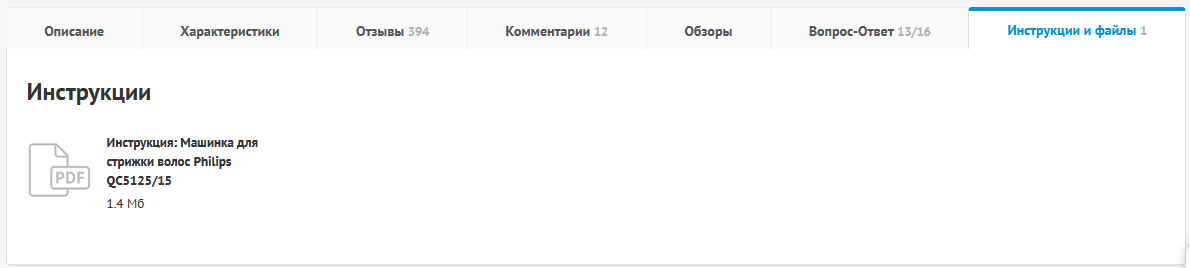 Описание Характеристики Отзывы 394 Комментарии 12 Обзоры Вопрос-Ответ 13/16 Инструкции и файлы 1
Инструкции
PDF
Инструкция: Машинка для
стрижки волос Philips
QC5125/15
1.4 Мб